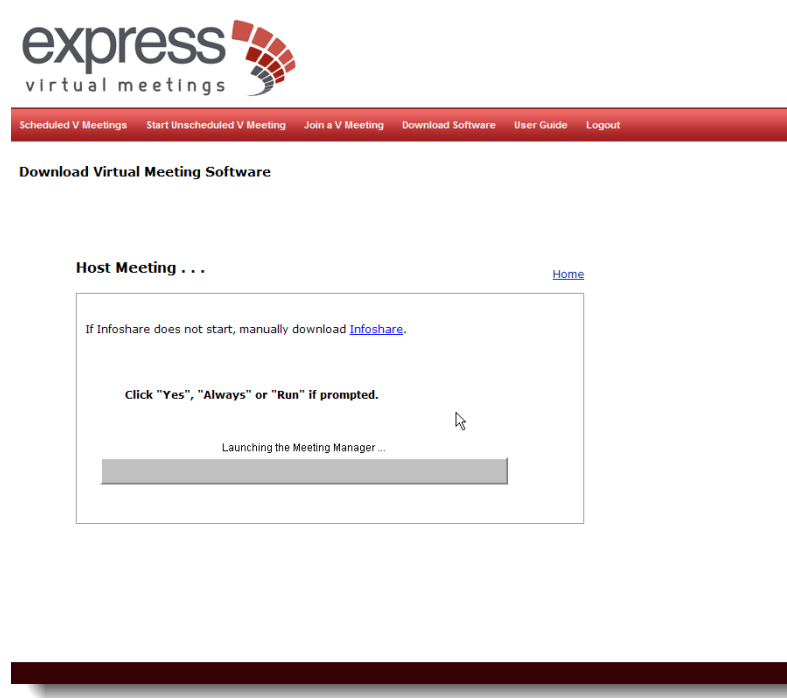 express
virtual meetings
Scheduled V Meetings Start Unscheduled V Meeting Join a V Meeting Download Software User Guide Logout
Download Virtual Meeting Software
Host Meeting . . .
Home
If Infoshare does not start, manually download Infoshare.
Click "Yes", "Always" or "Run" if prompted.
Launching the Meeting Manager ...